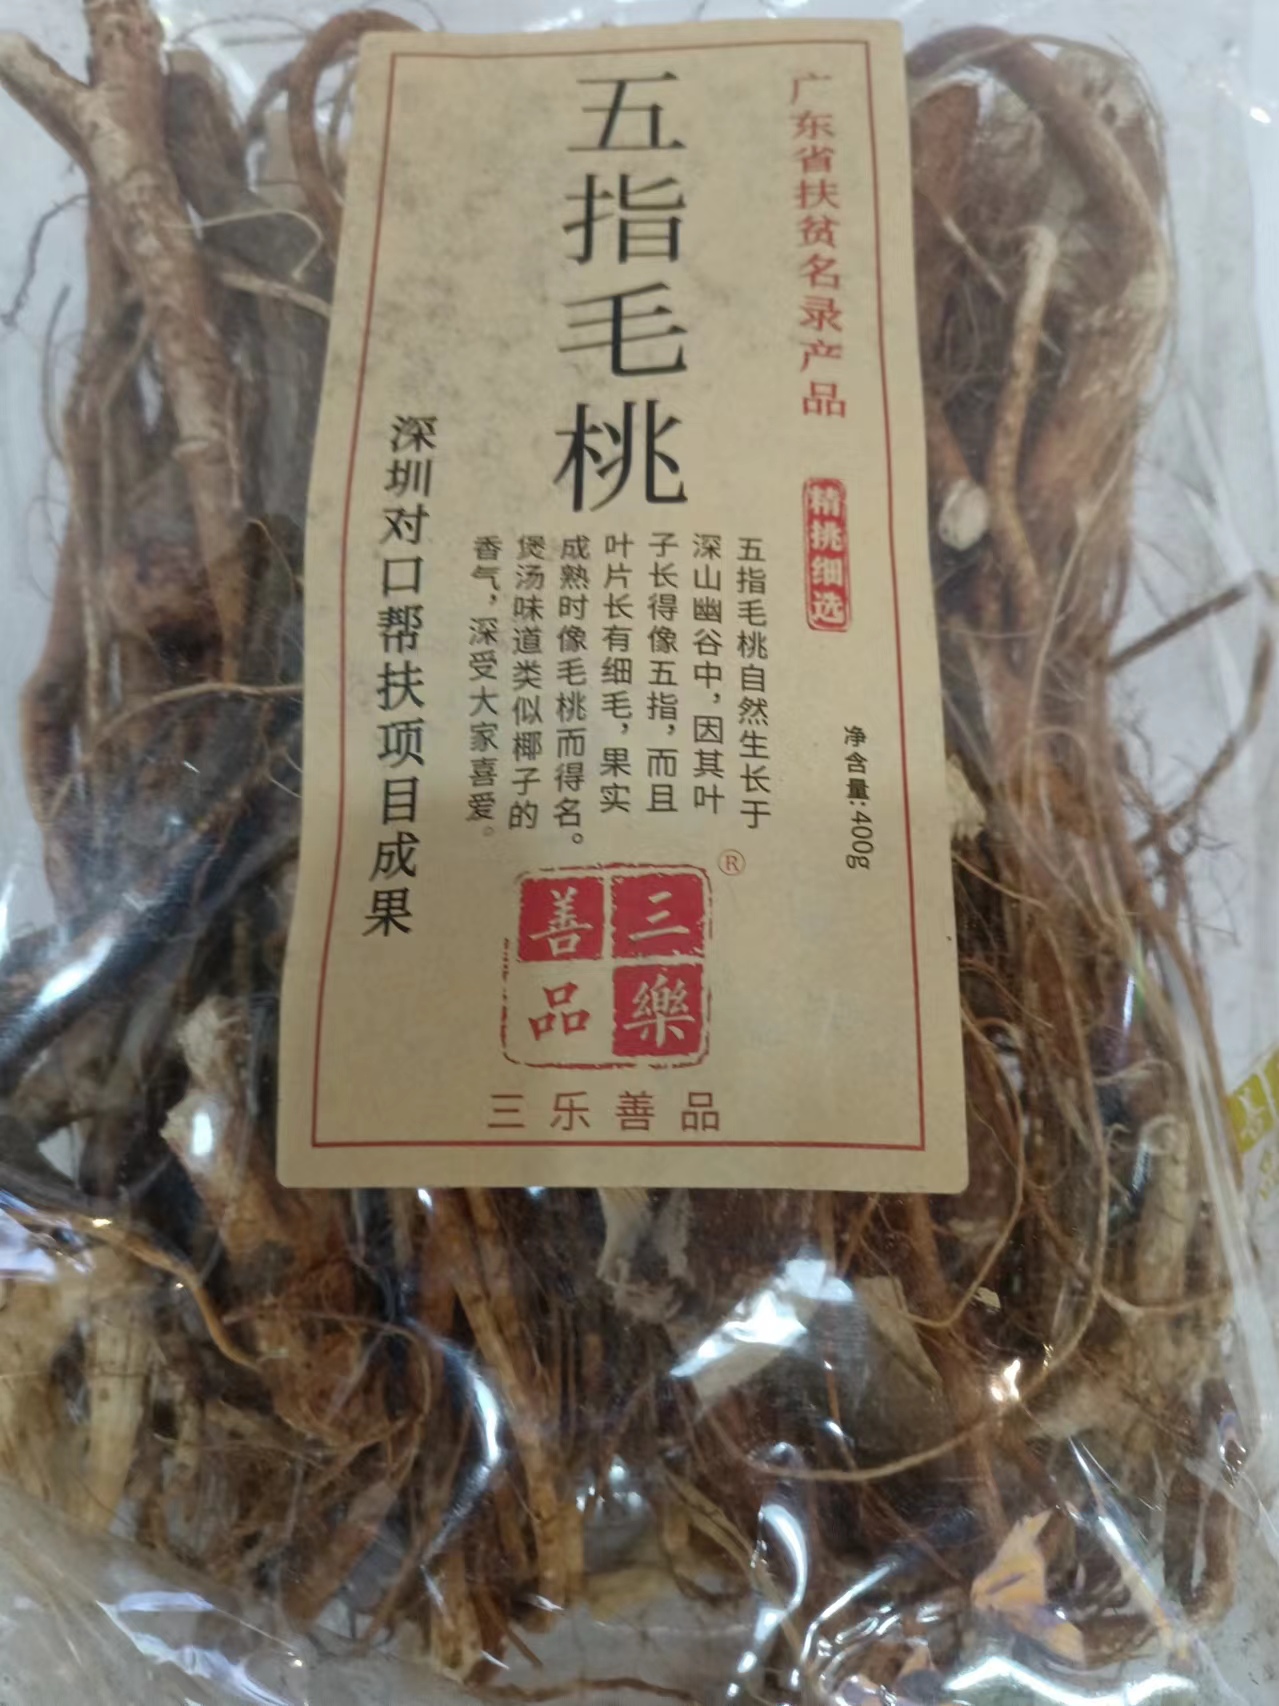 广东省扶贫名录产品
精挑细选
净含量:400g
五指毛桃
五指毛桃自然生长于
深山幽谷中,因其叶
子长得像五指,而且
叶片长有细毛,果实
成熟时像毛桃而得名。
煲汤味道类似椰子的
香气,深受大家喜爱。
深圳对口帮扶项目成果
®
三樂
善品
三乐善品